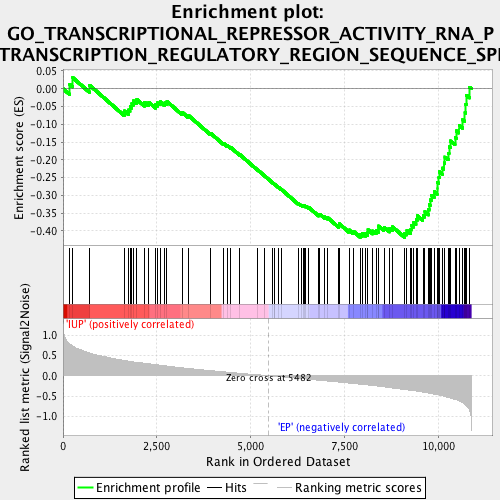 Enrichment plot:
GO_TRANSCRIPTIONAL_REPRESSOR_ACTIVITY_RNA_P
TRANSCRIPTION_REGULATORY_REGION_SEQUENCE_SPE
Enrichment score (ES)
0.05
0.00
-0.05
-0.10
-0.15
-0.20
-0.25
-0.30
-0.35
-0.40
'IUP' (positively correlated)
Ranked list metric (Signal2Noise)
1.0
0.5
0.0
-0.5
-1.0
Zero cross at 5482
'EP' (negatively correlated)
0
2,500
5,000
7,500
10,000
Rank in Ordered Dataset
Enrichment profile
Hits
Ranking metric scores